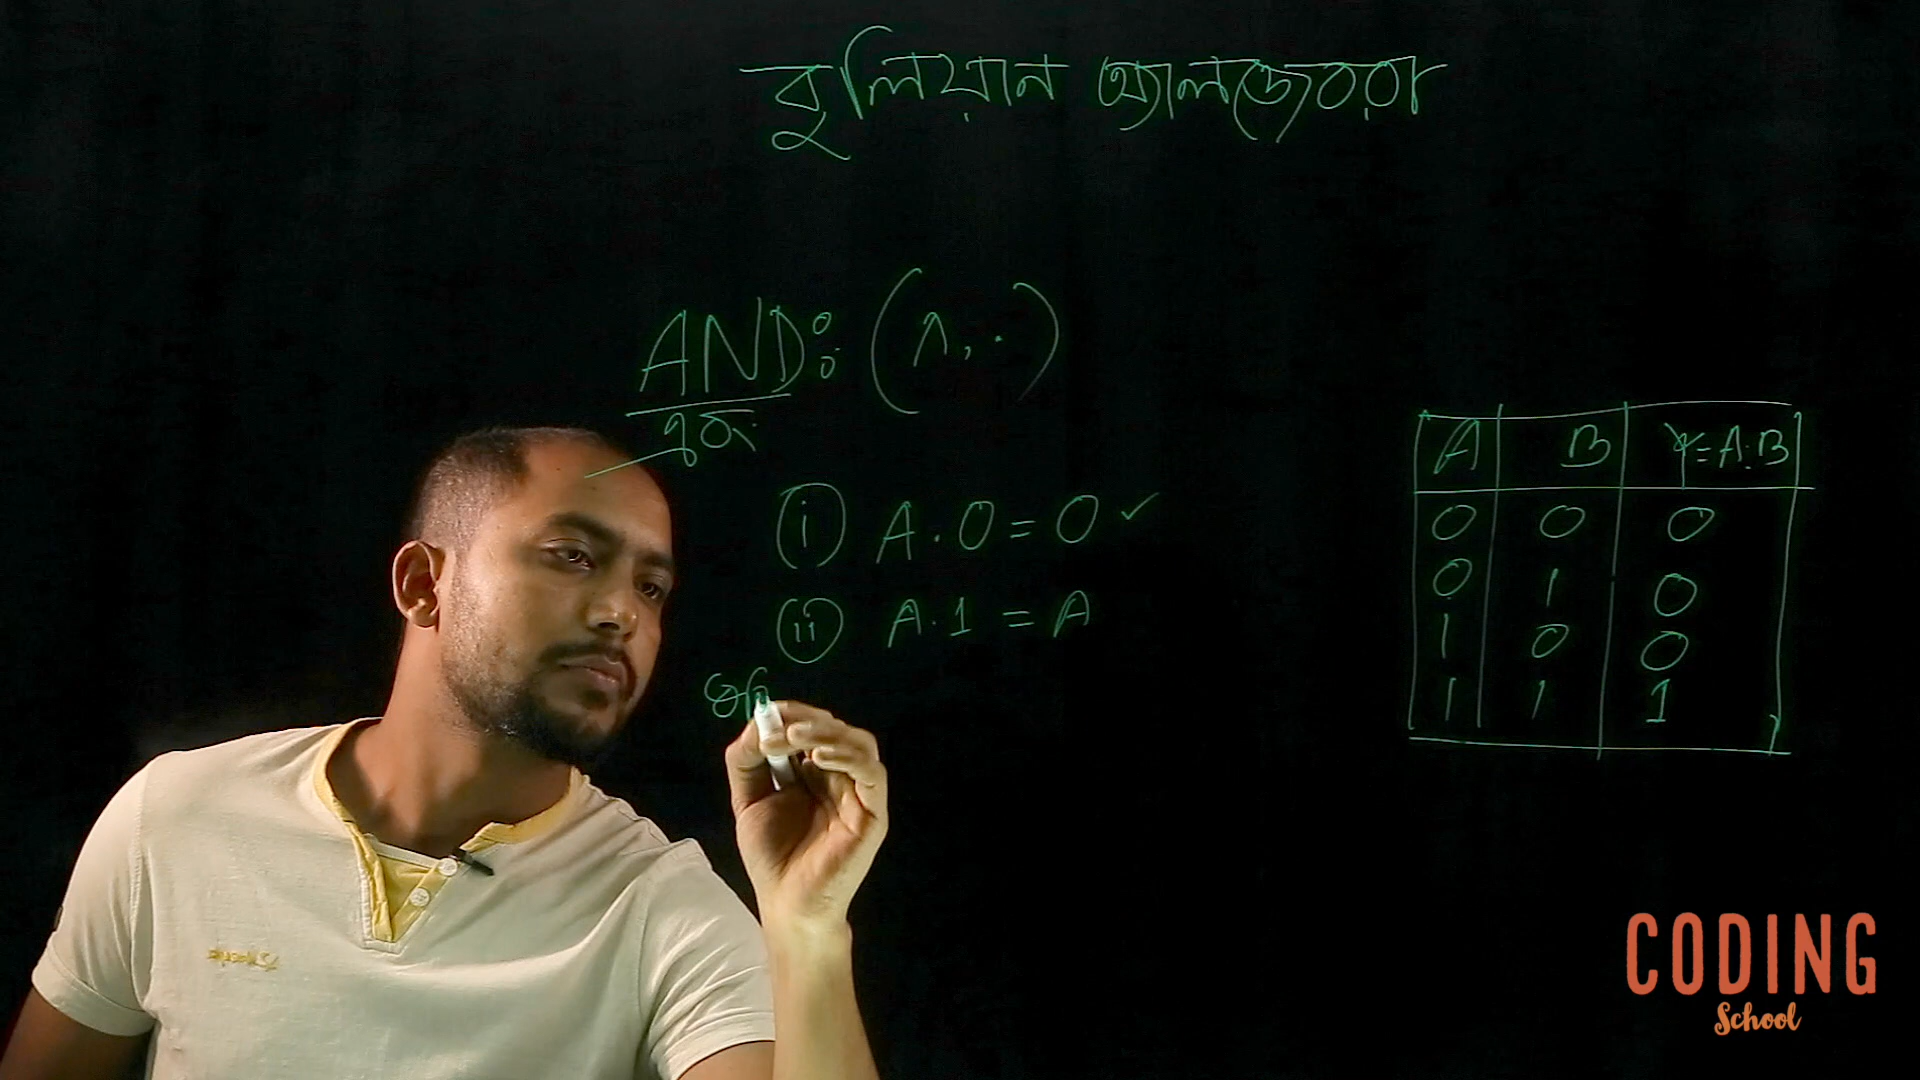 বুলিয়ান অ্যালজেবরা
AND: (∧, ·)
সূত্র
(i) A . 0 = 0 ✓
(ii) A . 1 = A
A B Y = A.B
0 0 0
0 1 0
1 0 0
1 1 1
CODING
School